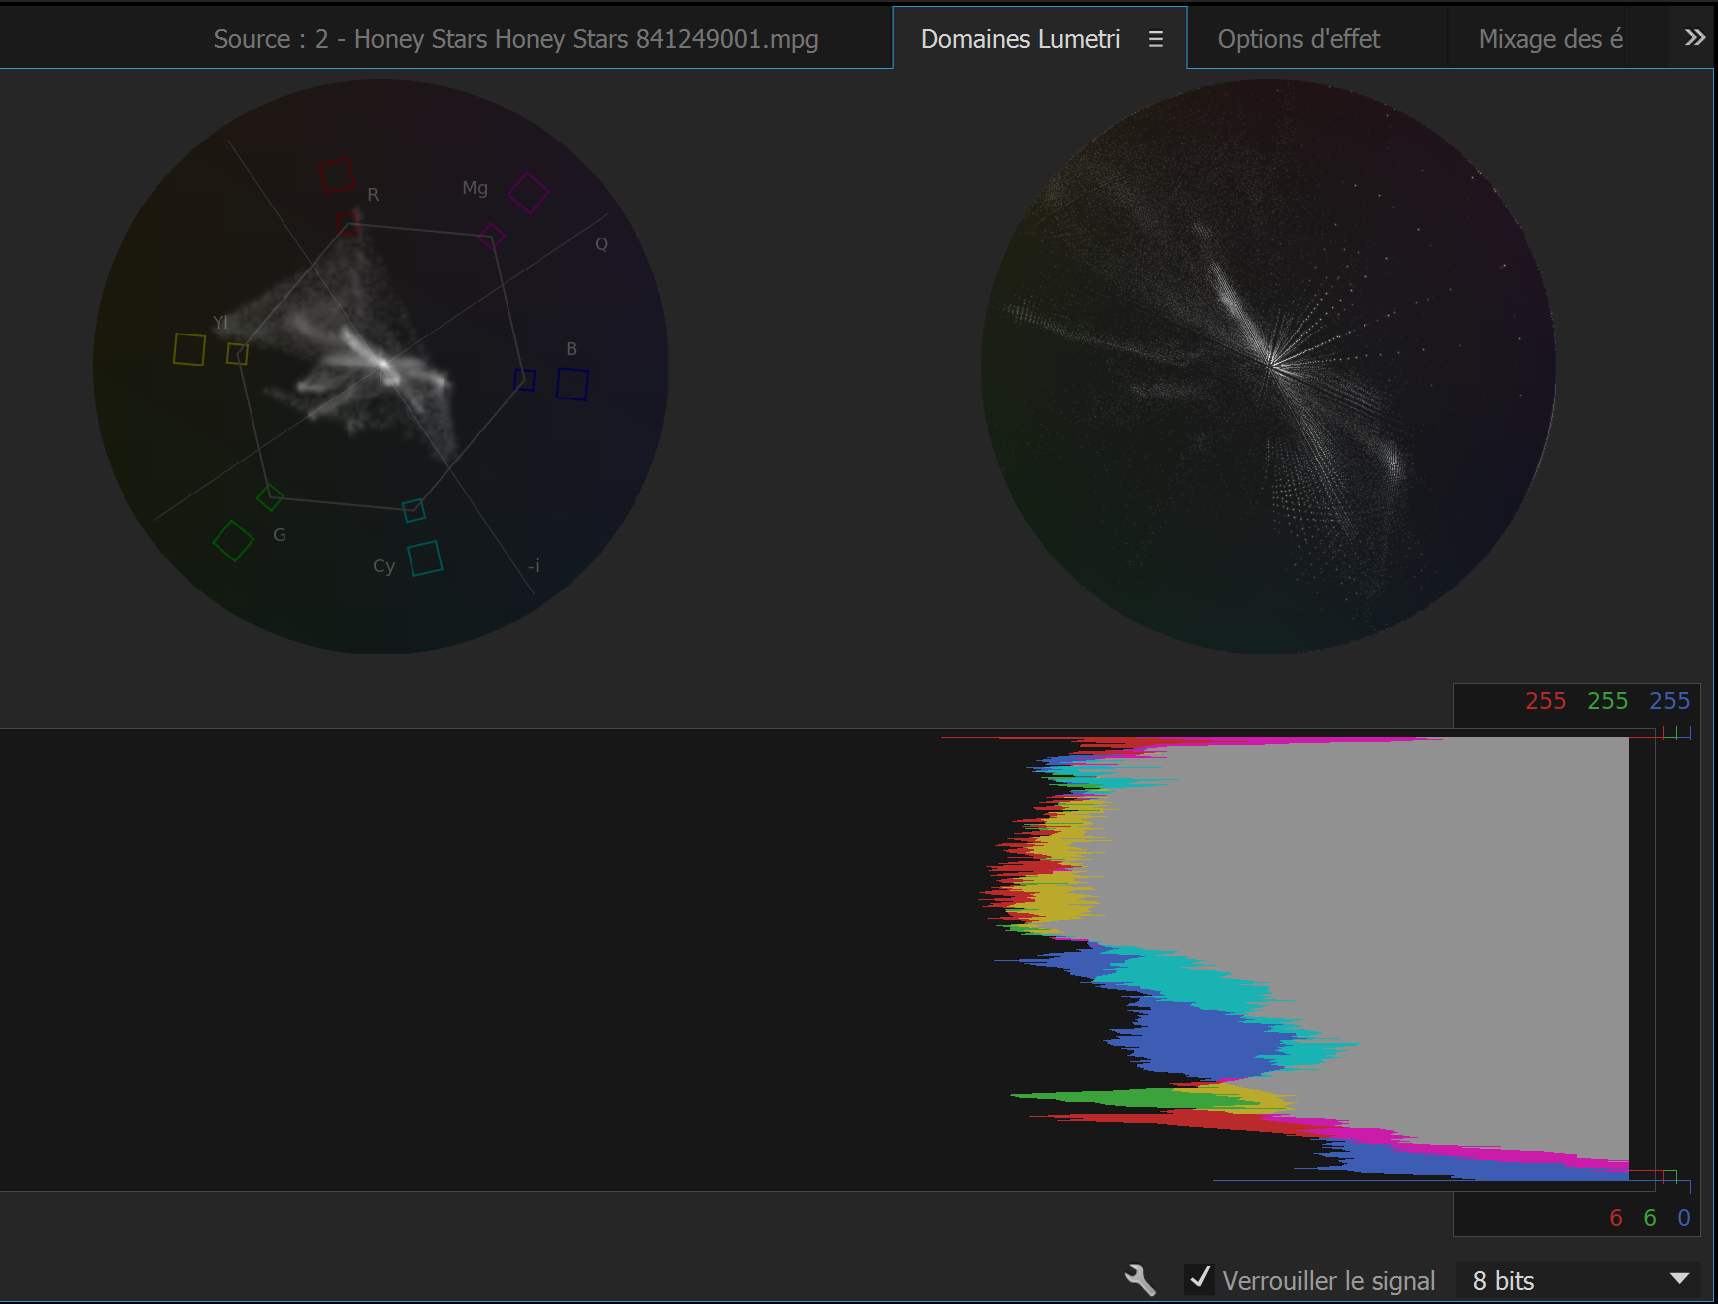 Source : 2 - Honey Stars Honey Stars 841249001.mpg
Domaines Lumetri
Options d'effet
Mixage des é
R
Mg
Q
Yl
B
G
Cy
-i
255 255 255
6 6 0
Verrouiller le signal
8 bits